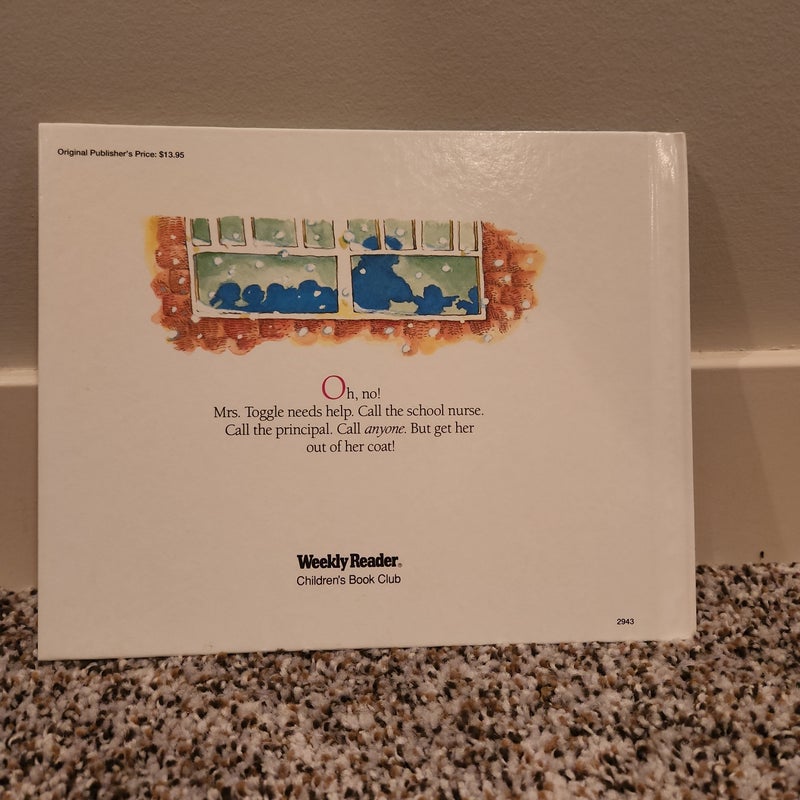 Original Publisher's Price: $13.95
Oh, no!
Mrs. Toggle needs help. Call the school nurse.
Call the principal. Call anyone. But get her
out of her coat!
Weekly Reader®
Children's Book Club
2943